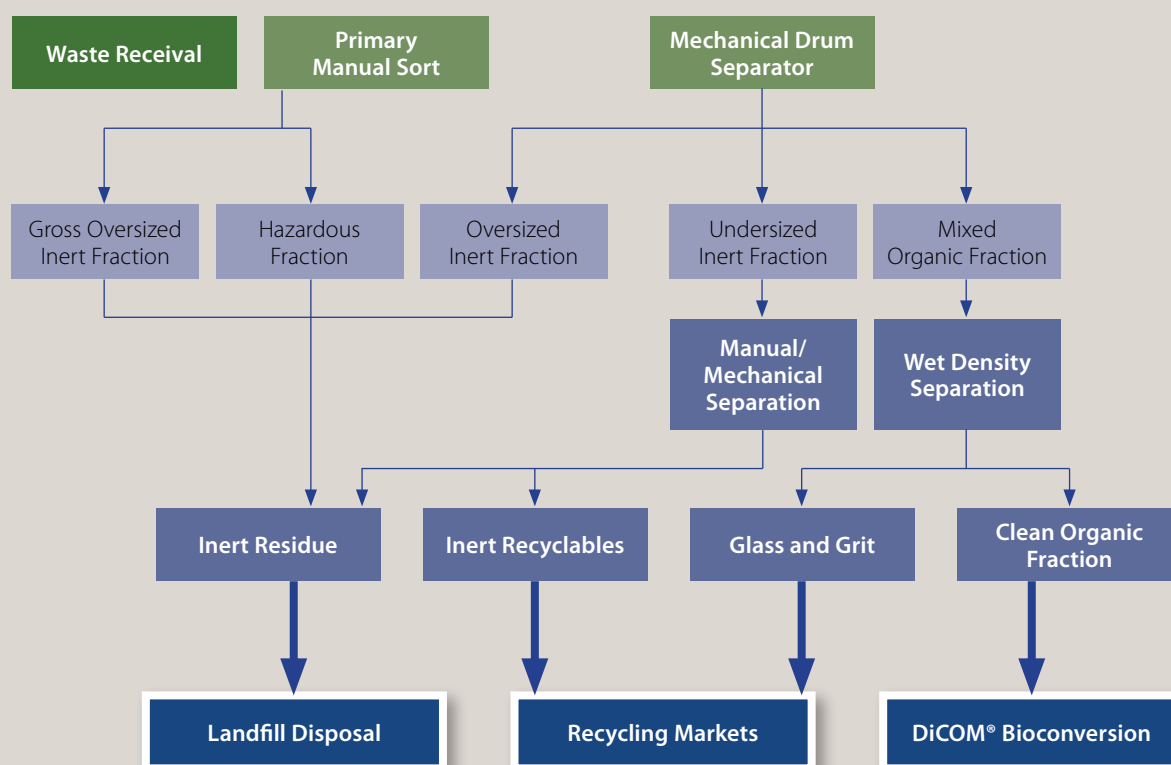 Waste Receival
Primary
Manual Sort
Mechanical Drum
Separator
Gross Oversized
Inert Fraction
Hazardous
Fraction
Oversized
Inert Fraction
Undersized
Inert Fraction
Mixed
Organic Fraction
Manual/
Mechanical
Separation
Wet Density
Separation
Inert Residue
Inert Recyclables
Glass and Grit
Clean Organic
Fraction
Landfill Disposal
Recycling Markets
DiCOM® Bioconversion